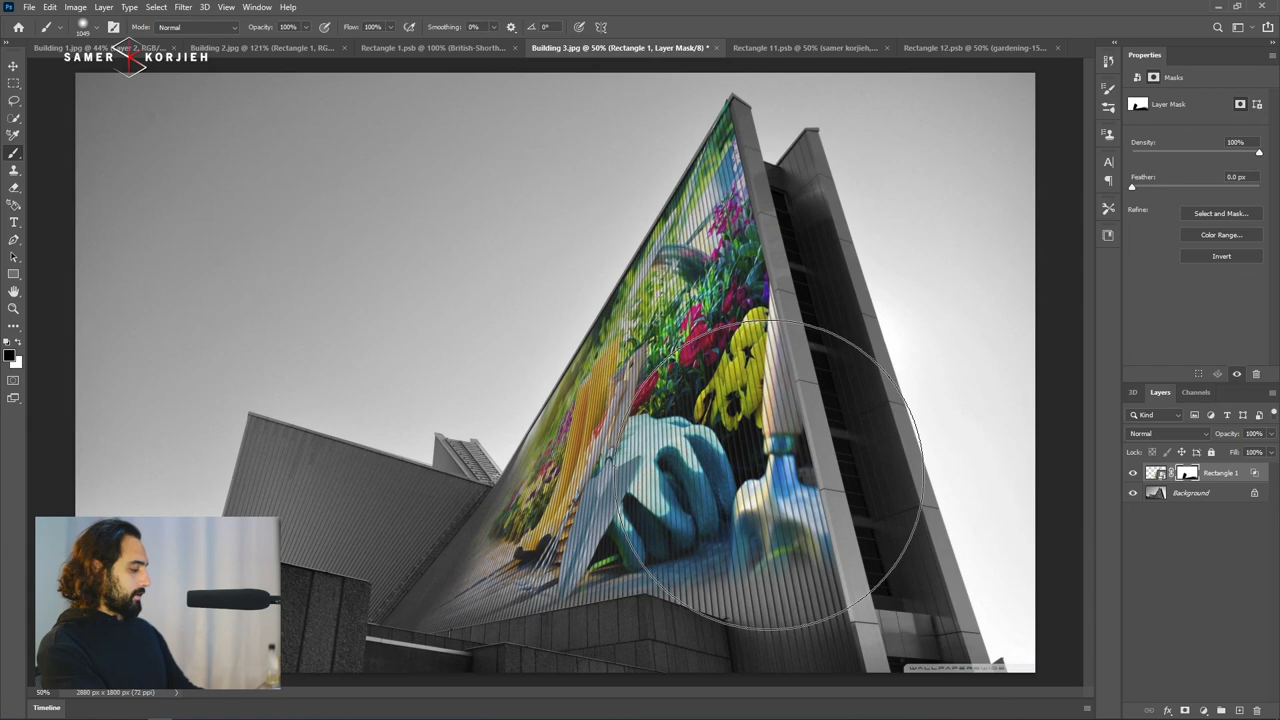 File Edit Image Layer Type Select Filter 3D View Window Help
1049 Mode: Normal Opacity: 100% Flow: 100% Smoothing: 0% 0°
Building 1.jpg @ 44% (Layer 2, RGB/... × Building 2.jpg @ 121% (Rectangle 1, RG... × Rectangle 1.psb @ 100% (British-Shorth... × Building 3.jpg @ 50% (Rectangle 1, Layer Mask/8) * × Rectangle 11.psb @ 50% (samer korjieh,... × Rectangle 12.psb @ 50% (gardening-15... ×
SAMER KORJIEH
Properties
Masks
Layer Mask
Density: 100%
Feather: 0.0 px
Refine: Select and Mask...
Color Range...
Invert
3D Layers Channels
Kind
Normal Opacity: 100%
Lock: Fill: 100%
Rectangle 1
Background
50% 2880 px x 1800 px (72 ppi)
Timeline